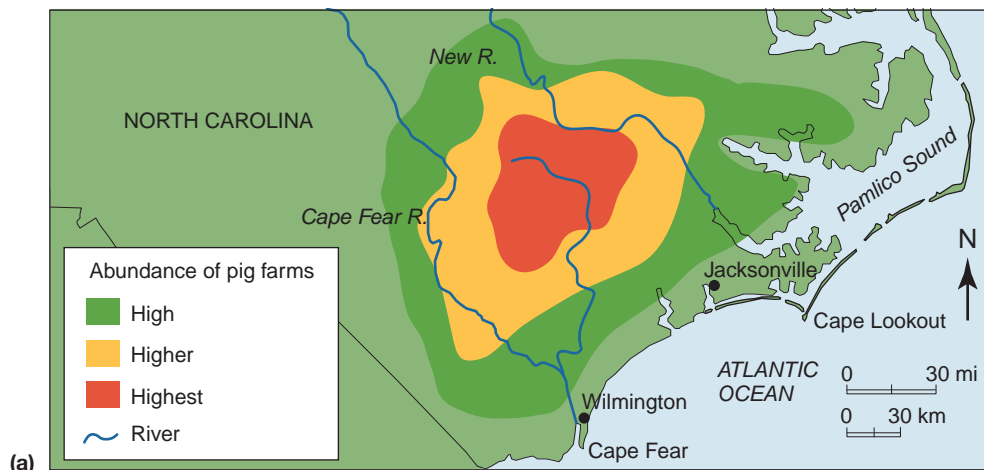 New R.
NORTH CAROLINA
Pamlico Sound
Cape Fear R.
N
Abundance of pig farms
High
Higher
Highest
River
Jacksonville
Cape Lookout
ATLANTIC
OCEAN
0 30 mi
0 30 km
Wilmington
Cape Fear
(a)